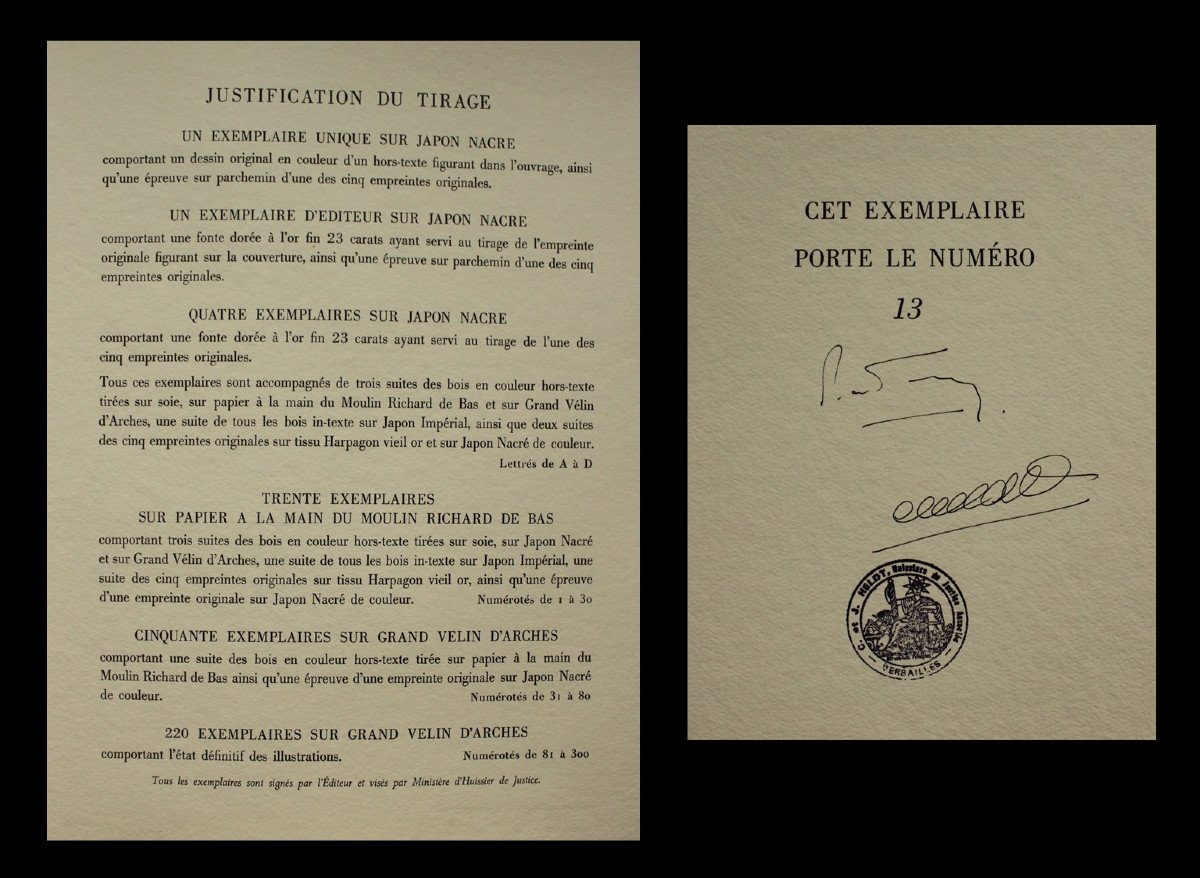 JUSTIFICATION DU TIRAGE
UN EXEMPLAIRE UNIQUE SUR JAPON NACRE
comportant un dessin original en couleur d'un hors-texte figurant dans l'ouvrage, ainsi
qu'une épreuve sur parchemin d'une des cinq empreintes originales.
UN EXEMPLAIRE D'EDITEUR SUR JAPON NACRE
comportant une fonte dorée à l'or fin 23 carats ayant servi au tirage de l'empreinte
originale figurant sur la couverture, ainsi qu'une épreuve sur parchemin d'une des cinq
empreintes originales.
QUATRE EXEMPLAIRES SUR JAPON NACRE
comportant une fonte dorée à l'or fin 23 carats ayant servi au tirage de l'une des
cinq empreintes originales.
Tous ces exemplaires sont accompagnés de trois suites des bois en couleur hors-texte
tirées sur soie, sur papier à la main du Moulin Richard de Bas et sur Grand Vélin
d'Arches, une suite de tous les bois in-texte sur Japon Impérial, ainsi que deux suites
des cinq empreintes originales sur tissu Harpagon vieil or et sur Japon Nacré de couleur.
Lettrés de A à D
TRENTE EXEMPLAIRES
SUR PAPIER A LA MAIN DU MOULIN RICHARD DE BAS
comportant trois suites des bois en couleur hors-texte tirées sur soie, sur Japon Nacré
et sur Grand Vélin d'Arches, une suite de tous les bois in-texte sur Japon Impérial, une
suite des cinq empreintes originales sur tissu Harpagon vieil or, ainsi qu'une épreuve
d'une empreinte originale sur Japon Nacré de couleur. Numérotés de 1 à 30
CINQUANTE EXEMPLAIRES SUR GRAND VELIN D'ARCHES
comportant une suite des bois en couleur hors-texte tirée sur papier à la main du
Moulin Richard de Bas ainsi qu'une épreuve d'une empreinte originale sur Japon Nacré
de couleur. Numérotés de 31 à 80
220 EXEMPLAIRES SUR GRAND VELIN D'ARCHES
comportant l'état définitif des illustrations. Numérotés de 81 à 300
Tous les exemplaires sont signés par l'Éditeur et visés par Ministère d'Huissier de Justice.
CET EXEMPLAIRE
PORTE LE NUMÉRO
13
J. HELDT, Huissiers de Justice
VERSAILLES